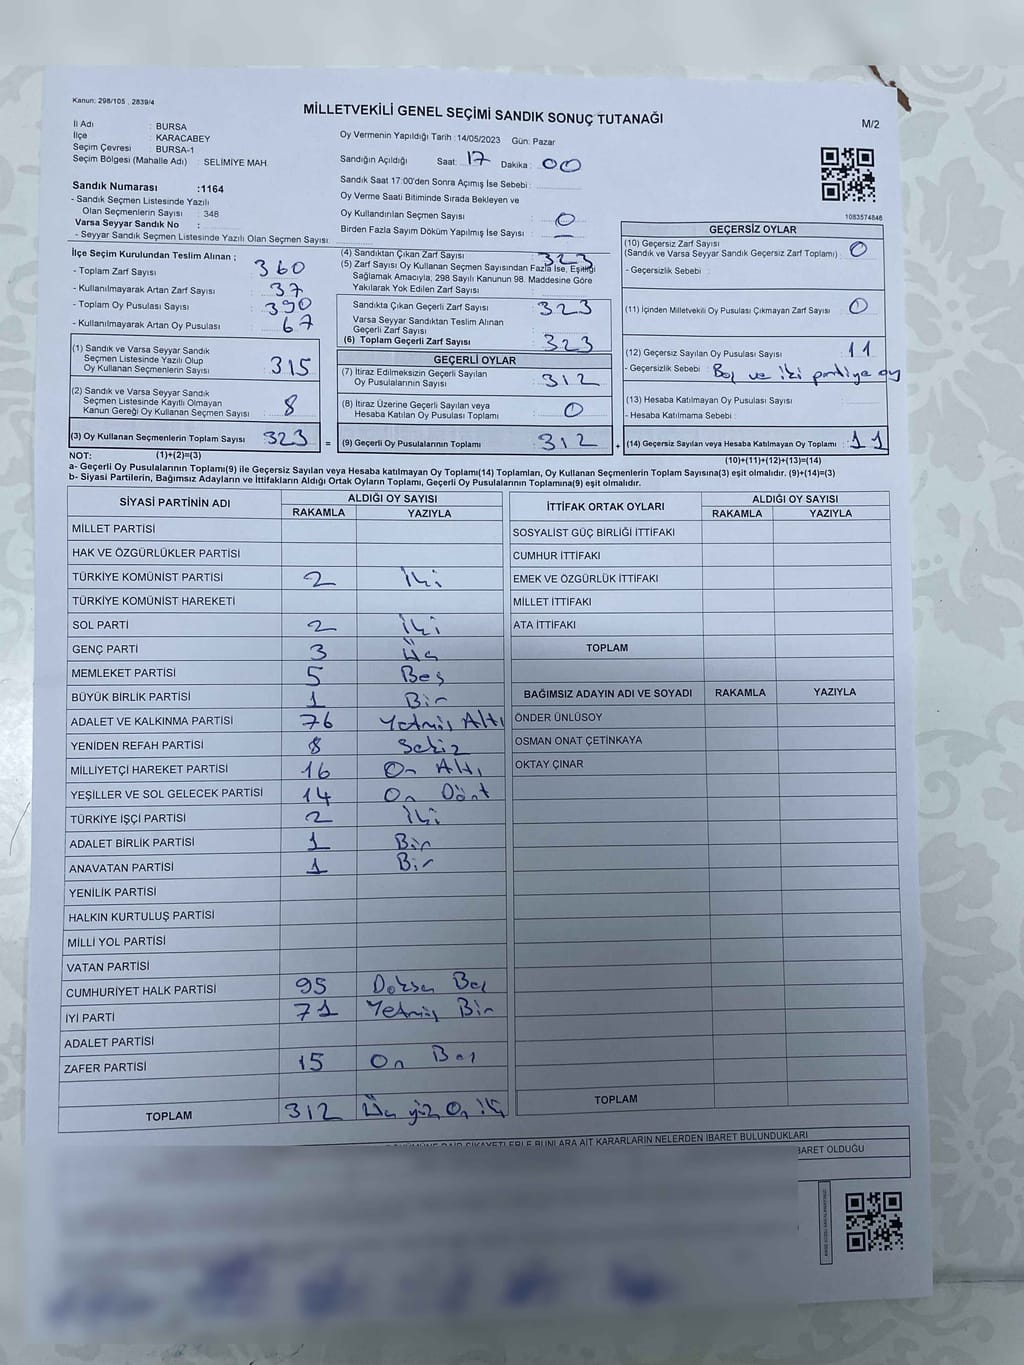 Kanun: 298/105 , 2839/4
MİLLETVEKİLİ GENEL SEÇİMİ SANDIK SONUÇ TUTANAĞI
M/2
İl Adı : BURSA
İlçe : KARACABEY
Seçim Çevresi : BURSA-1
Seçim Bölgesi (Mahalle Adı) : SELİMİYE MAH.
Sandık Numarası :1164
- Sandık Seçmen Listesinde Yazılı
Olan Seçmenlerin Sayısı : 348
Varsa Seyyar Sandık No :
- Seyyar Sandık Seçmen Listesinde Yazılı Olan Seçmen Sayısı:
Oy Vermenin Yapıldığı Tarih :14/05/2023 Gün: Pazar
Sandığın Açıldığı Saat: 17 Dakika : 00
Sandık Saat 17:00'den Sonra Açımış İse Sebebi :
Oy Verme Saati Bitiminde Sırada Bekleyen ve
Oy Kullandırılan Seçmen Sayısı : 0
Birden Fazla Sayım Döküm Yapılmış İse Sayısı : —
1083574846
İlçe Seçim Kurulundan Teslim Alınan ;
- Toplam Zarf Sayısı : 360
- Kullanılmayarak Artan Zarf Sayısı : 37
- Toplam Oy Pusulası Sayısı : 390
- Kullanılmayarak Artan Oy Pusulası : 67
(1) Sandık ve Varsa Seyyar Sandık
Seçmen Listesinde Yazılı Olup
Oy Kullanan Seçmenlerin Sayısı : 315
(2) Sandık ve Varsa Seyyar Sandık
Seçmen Listesinde Kayıtlı Olmayan
Kanun Gereği Oy Kullanan Seçmen Sayısı : 8
(3) Oy Kullanan Seçmenlerin Toplam Sayısı : 323 =
(4) Sandıktan Çıkan Zarf Sayısı : 323
(5) Zarf Sayısı Oy Kullanan Seçmen Sayısından Fazla İse, Eşitliği
Sağlamak Amacıyla; 298 Sayılı Kanunun 98. Maddesine Göre
Yakılarak Yok Edilen Zarf Sayısı :
Sandıkta Çıkan Geçerli Zarf Sayısı : 323
Varsa Seyyar Sandıktan Teslim Alınan
Geçerli Zarf Sayısı :
(6) Toplam Geçerli Zarf Sayısı : 323
GEÇERLİ OYLAR
(7) İtiraz Edilmeksizin Geçerli Sayılan
Oy Pusulalarının Sayısı : 312
(8) İtiraz Üzerine Geçerli Sayılan veya
Hesaba Katılan Oy Pusulası Toplamı : 0
(9) Geçerli Oy Pusulalarının Toplamı : 312 +
GEÇERSİZ OYLAR
(10) Geçersiz Zarf Sayısı
(Sandık ve Varsa Seyyar Sandık Geçersiz Zarf Toplamı) : 0
- Geçersizlik Sebebi :
(11) İçinden Milletvekili Oy Pusulası Çıkmayan Zarf Sayısı : 0
(12) Geçersiz Sayılan Oy Pusulası Sayısı : 11
- Geçersizlik Sebebi : Boş ve iki partiye oy
(13) Hesaba Katılmayan Oy Pusulası Sayısı :
- Hesaba Katılmama Sebebi :
(14) Geçersiz Sayılan veya Hesaba Katılmayan Oy Toplamı : 11
(10)+(11)+(12)+(13)=(14)
NOT: (1)+(2)=(3)
a- Geçerli Oy Pusulalarının Toplamı(9) ile Geçersiz Sayılan veya Hesaba katılmayan Oy Toplamı(14) Toplamları, Oy Kullanan Seçmenlerin Toplam Sayısına(3) eşit olmalıdır. (9)+(14)=(3)
b- Siyasi Partilerin, Bağımsız Adayların ve İttifakların Aldığı Ortak Oyların Toplamı, Geçerli Oy Pusulalarının Toplamına(9) eşit olmalıdır.
SİYASİ PARTİNİN ADI ALDIĞI OY SAYISI
RAKAMLA YAZIYLA
MİLLET PARTİSİ
HAK VE ÖZGÜRLÜKLER PARTİSİ
TÜRKİYE KOMÜNİST PARTİSİ 2 İki
TÜRKİYE KOMÜNİST HAREKETİ
SOL PARTİ 2 İki
GENÇ PARTİ 3 Üç
MEMLEKET PARTİSİ 5 Beş
BÜYÜK BİRLİK PARTİSİ 1 Bir
ADALET VE KALKINMA PARTİSİ 76 Yetmiş Altı
YENİDEN REFAH PARTİSİ 8 Sekiz
MİLLİYETÇİ HAREKET PARTİSİ 16 On Altı
YEŞİLLER VE SOL GELECEK PARTİSİ 14 On Dört
TÜRKİYE İŞÇİ PARTİSİ 2 İki
ADALET BİRLİK PARTİSİ 1 Bir
ANAVATAN PARTİSİ 1 Bir
YENİLİK PARTİSİ
HALKIN KURTULUŞ PARTİSİ
MİLLİ YOL PARTİSİ
VATAN PARTİSİ
CUMHURİYET HALK PARTİSİ 95 Doksan Beş
İYİ PARTİ 71 Yetmiş Bir
ADALET PARTİSİ
ZAFER PARTİSİ 15 On Beş
TOPLAM 312 Üç yüz On iki
İTTİFAK ORTAK OYLARI ALDIĞI OY SAYISI
RAKAMLA YAZIYLA
SOSYALİST GÜÇ BİRLİĞİ İTTİFAKI
CUMHUR İTTİFAKI
EMEK VE ÖZGÜRLÜK İTTİFAKI
MİLLET İTTİFAKI
ATA İTTİFAKI
TOPLAM
BAĞIMSIZ ADAYIN ADI VE SOYADI RAKAMLA YAZIYLA
ÖNDER ÜNLÜSOY
OSMAN ONAT ÇETİNKAYA
OKTAY ÇINAR
TOPLAM
ŞİKAYETLERLE BUNLARA AİT KARARLARIN NELERDEN İBARET BULUNDUKLARI
BARET OLDUĞU